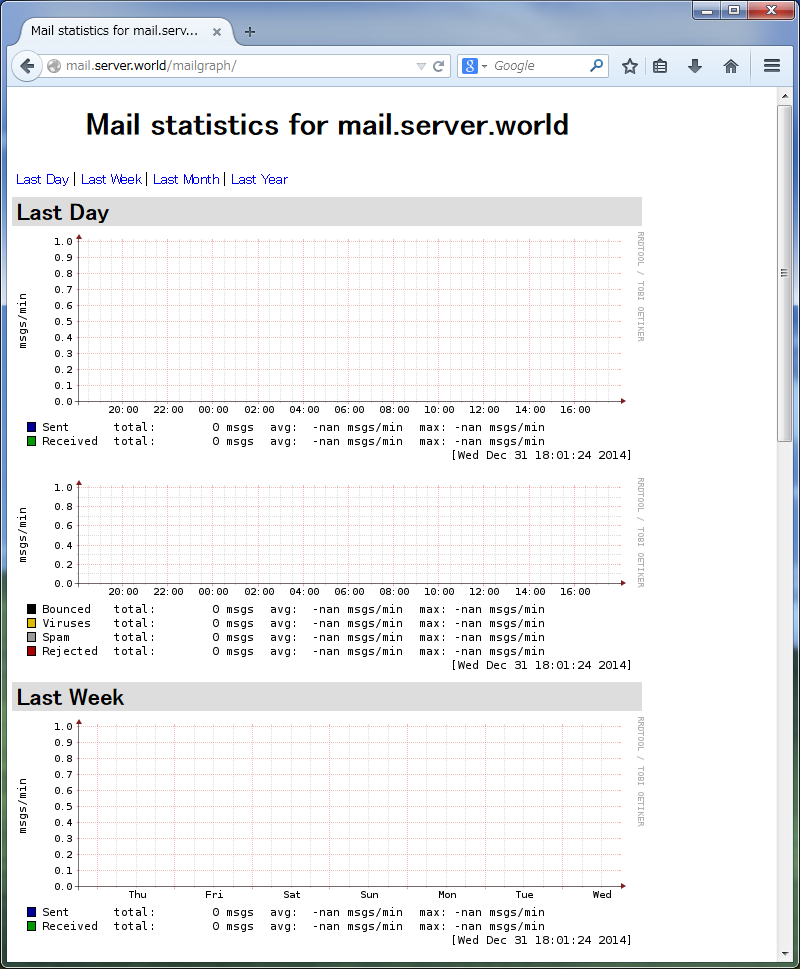 Mail statistics for mail.serv...
mail.server.world/mailgraph/
Google
Mail statistics for mail.server.world
Last Day | Last Week | Last Month | Last Year
Last Day
1.0
0.9
0.8
0.7
0.6
0.5
0.4
0.3
0.2
0.1
0.0
msgs/min
RRDTOOL / TOBI OETIKER
20:00 22:00 00:00 02:00 04:00 06:00 08:00 10:00 12:00 14:00 16:00
Sent total: 0 msgs avg: -nan msgs/min max: -nan msgs/min
Received total: 0 msgs avg: -nan msgs/min max: -nan msgs/min
[Wed Dec 31 18:01:24 2014]
1.0
0.8
0.6
0.4
0.2
0.0
msgs/min
RRDTOOL / TOBI OETIKER
20:00 22:00 00:00 02:00 04:00 06:00 08:00 10:00 12:00 14:00 16:00
Bounced total: 0 msgs avg: -nan msgs/min max: -nan msgs/min
Viruses total: 0 msgs avg: -nan msgs/min max: -nan msgs/min
Spam total: 0 msgs avg: -nan msgs/min max: -nan msgs/min
Rejected total: 0 msgs avg: -nan msgs/min max: -nan msgs/min
[Wed Dec 31 18:01:24 2014]
Last Week
1.0
0.9
0.8
0.7
0.6
0.5
0.4
0.3
0.2
0.1
0.0
msgs/min
RRDTOOL / TOBI OETIKER
Thu Fri Sat Sun Mon Tue Wed
Sent total: 0 msgs avg: -nan msgs/min max: -nan msgs/min
Received total: 0 msgs avg: -nan msgs/min max: -nan msgs/min
[Wed Dec 31 18:01:24 2014]